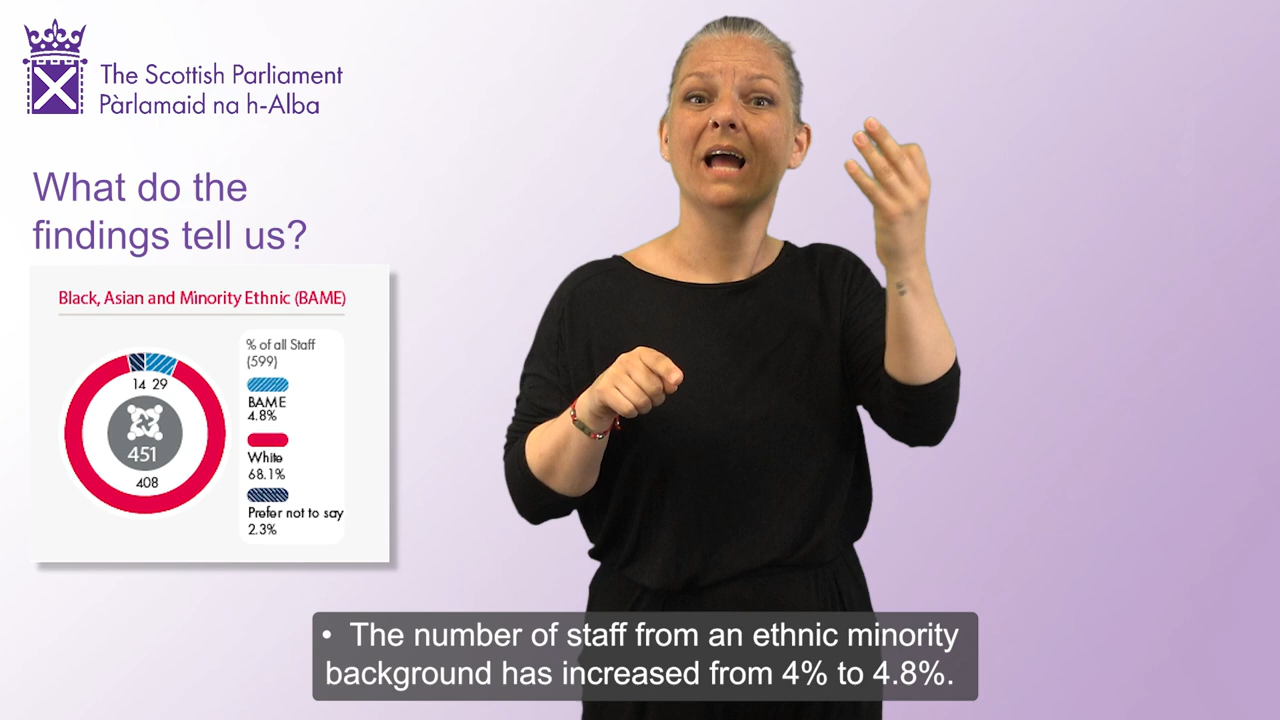 The Scottish Parliament
Pàrlamaid na h-Alba
What do the
findings tell us?
Black, Asian and Minority Ethnic (BAME)
% of all Staff
(599)
14 29
BAME
4.8%
451
White
68.1%
408
Prefer not to say
2.3%
• The number of staff from an ethnic minority
background has increased from 4% to 4.8%.